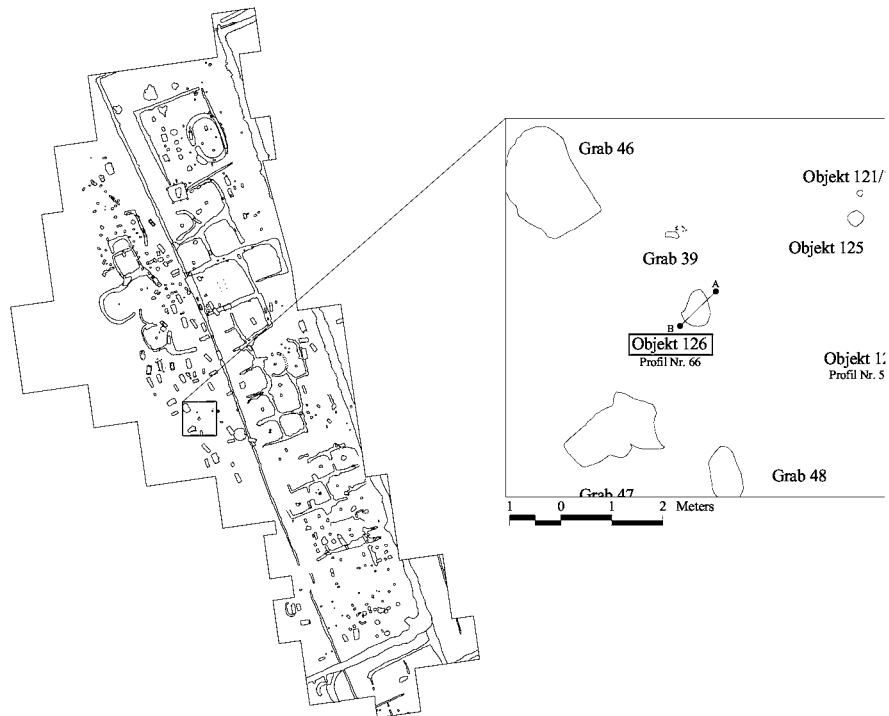 Grab 46
Objekt 121/
Objekt 125
Grab 39
A
B
Objekt 126
Profil Nr. 66
Objekt 12
Profil Nr. 5
Grab 48
Grab 47
1 0 1 2 Meters